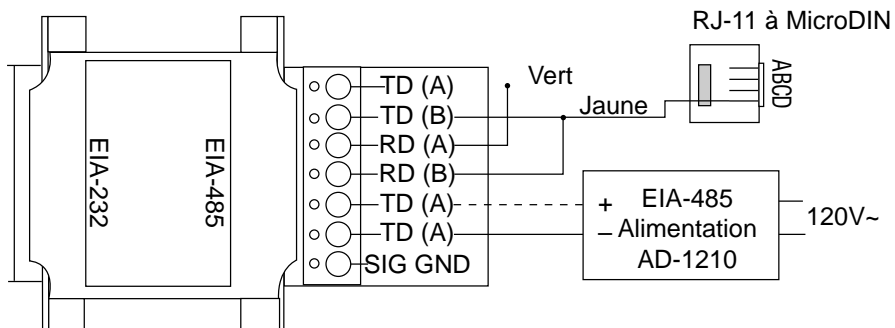 RJ-11 à MicroDIN
ABCD
Vert
Jaune
EIA-232
EIA-485
TD (A)
TD (B)
RD (A)
RD (B)
TD (A)
TD (A)
SIG GND
+ EIA-485
– Alimentation
AD-1210
120V~